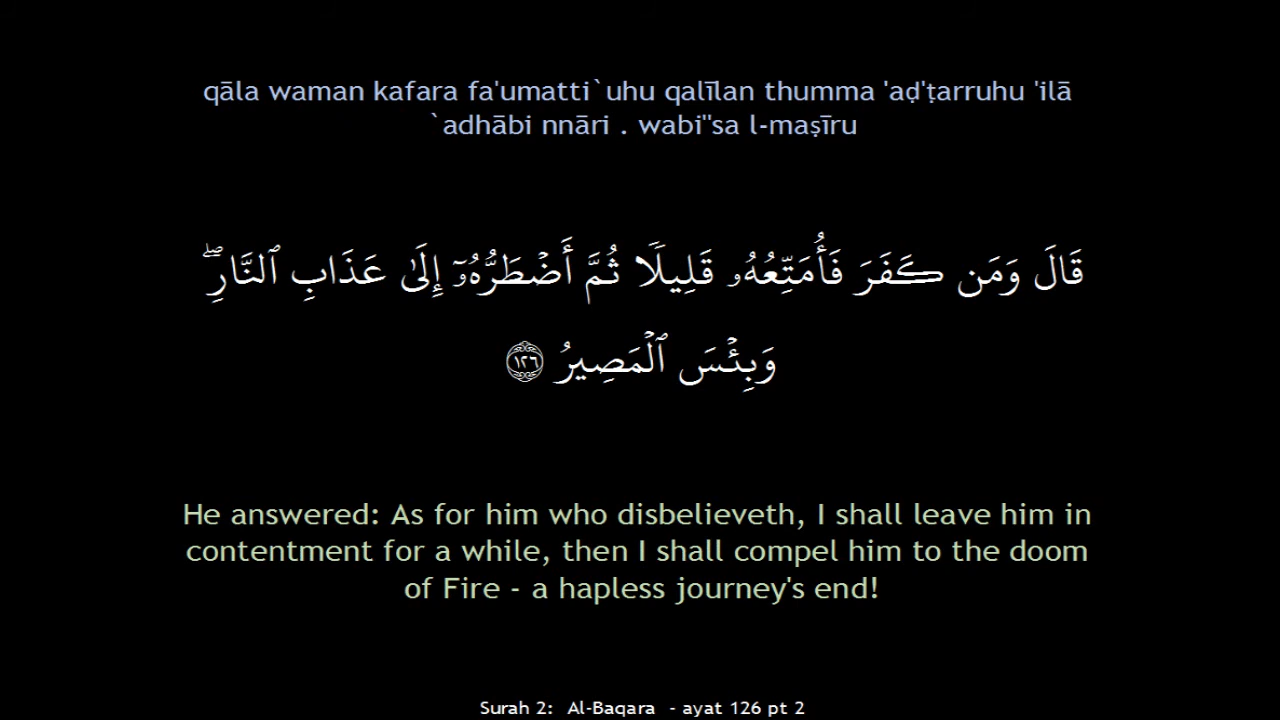 qāla waman kafara fa'umatti`uhu qalīlan thumma 'aḍ'ṭarruhu 'ilā
`adhābi nnāri . wabi''sa l-maṣīru
قَالَ وَمَن كَفَرَ فَأُمَتِّعُهُۥ قَلِيلًا ثُمَّ أَضْطَرُّهُۥٓ إِلَىٰ عَذَابِ ٱلنَّارِ ۖ
وَبِئْسَ ٱلْمَصِيرُ ١٢٦
He answered: As for him who disbelieveth, I shall leave him in
contentment for a while, then I shall compel him to the doom
of Fire - a hapless journey's end!
Surah 2: Al-Baqara - ayat 126 pt 2